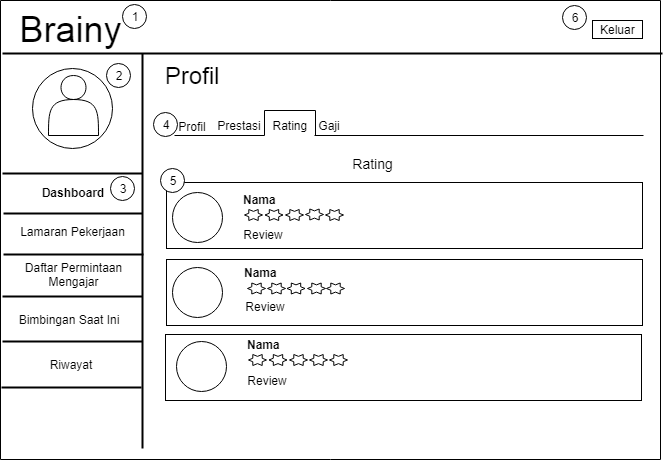 Brainy
1
6
Keluar
2
Profil
4
Profil
Prestasi
Rating
Gaji
Rating
3
Dashboard
Lamaran Pekerjaan
Daftar Permintaan
Mengajar
Bimbingan Saat Ini
Riwayat
5
Nama
Review
Nama
Review
Nama
Review